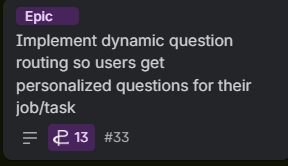 Epic
Implement dynamic question
routing so users get
personalized questions for their
job/task
13 #33